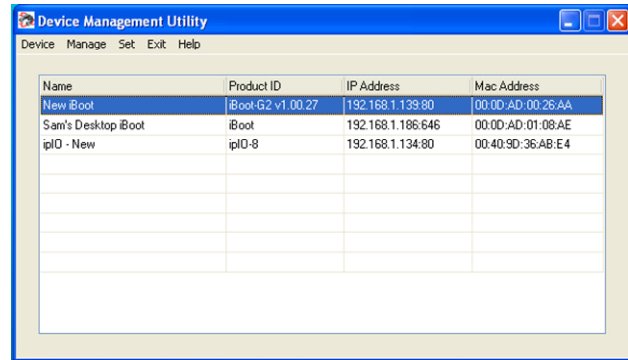 Device Management Utility
Device Manage Set Exit Help
Name Product ID IP Address Mac Address
New iBoot iBoot-G2 v1.00.27 192.168.1.139:80 00:0D:AD:00:26:AA
Sam's Desktop iBoot iBoot 192.168.1.186:646 00:0D:AD:01:08:AE
ipIO - New ipIO-8 192.168.1.134:80 00:40:9D:36:AB:E4